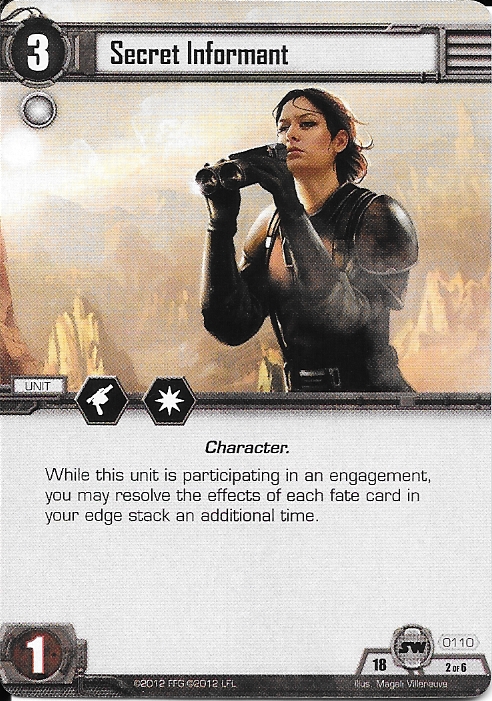 3
Secret Informant
UNIT
Character.
While this unit is participating in an engagement,
you may resolve the effects of each fate card in
your edge stack an additional time.
1
SW
0110
18
2 OF 6
©2012 FFG ©2012 LFL
Illus. Magali Villeneuve